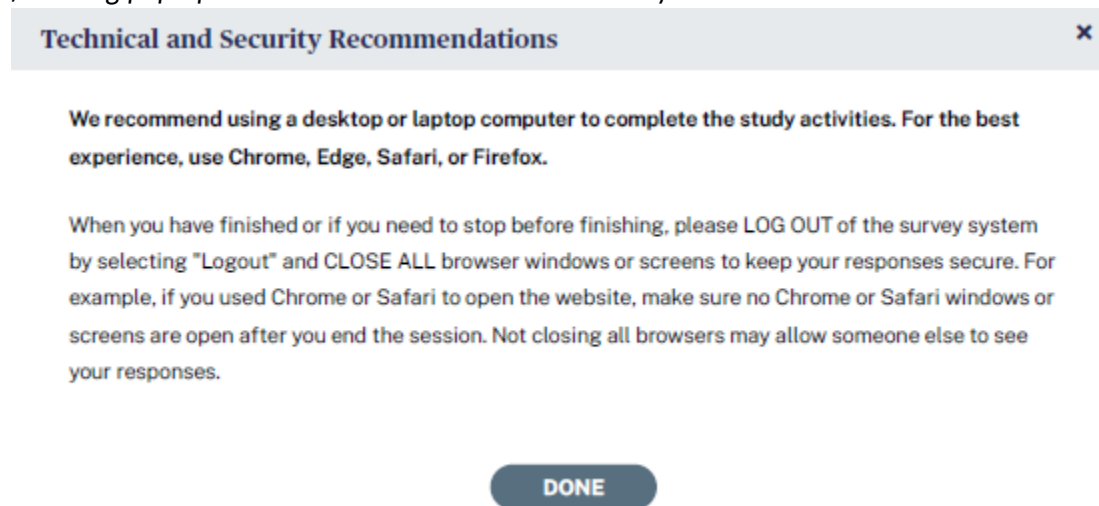 Technical and Security Recommendations ×
We recommend using a desktop or laptop computer to complete the study activities. For the best
experience, use Chrome, Edge, Safari, or Firefox.
When you have finished or if you need to stop before finishing, please LOG OUT of the survey system
by selecting "Logout" and CLOSE ALL browser windows or screens to keep your responses secure. For
example, if you used Chrome or Safari to open the website, make sure no Chrome or Safari windows or
screens are open after you end the session. Not closing all browsers may allow someone else to see
your responses.
DONE